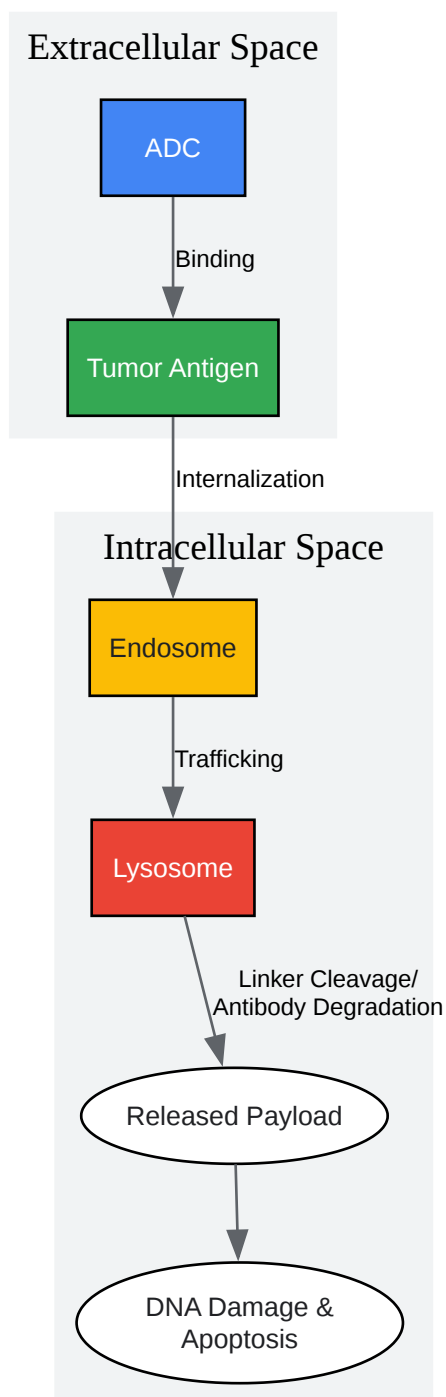 Extracellular Space
ADC
Binding
Tumor Antigen
Internalization
Intracellular Space
Endosome
Trafficking
Lysosome
Linker Cleavage/
Antibody Degradation
Released Payload
DNA Damage &
Apoptosis